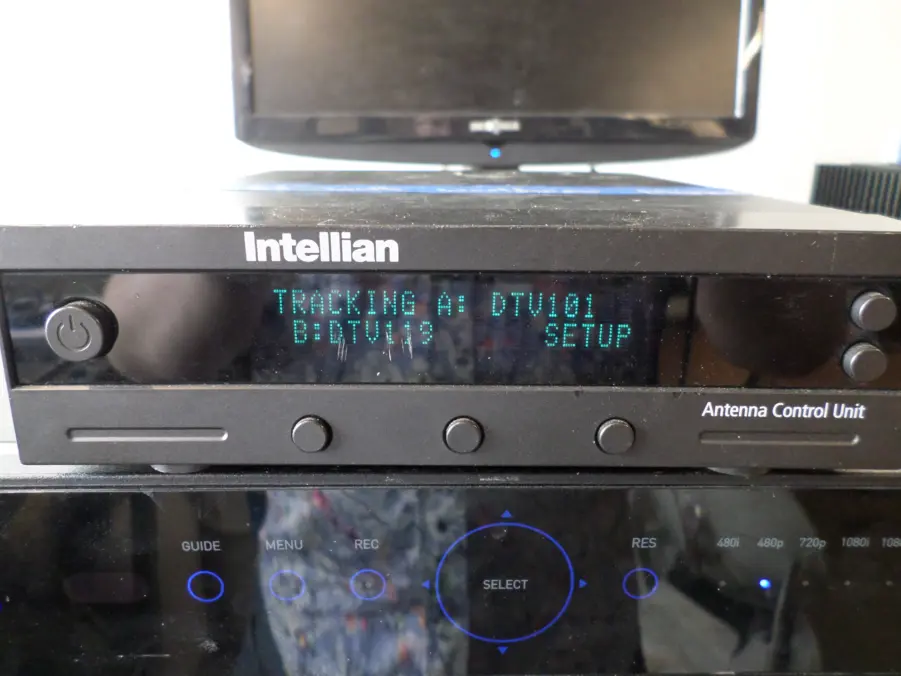 Intellian
TRACKING A: DTV101
B:DTV119 SETUP
Antenna Control Unit
GUIDE MENU REC SELECT RES 480i 480p 720p 1080i